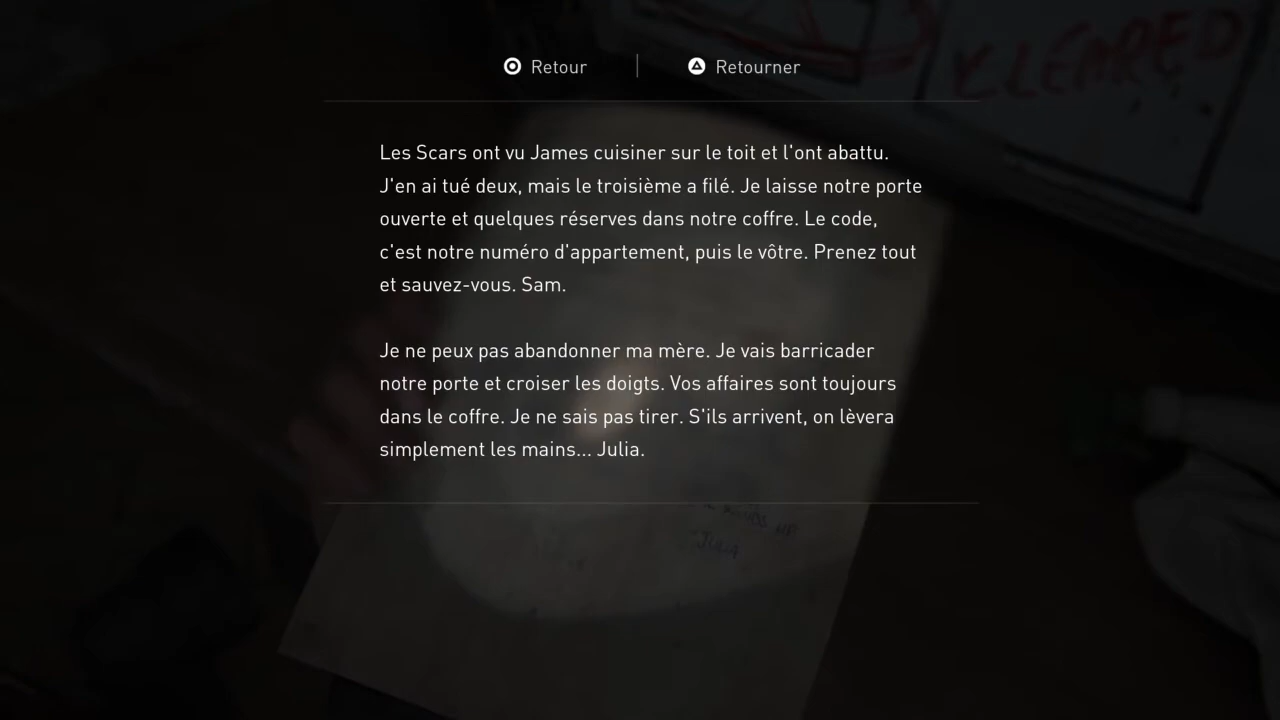 Retour
Retourner
CLEARED
Les Scars ont vu James cuisiner sur le toit et l'ont abattu.
J'en ai tué deux, mais le troisième a filé. Je laisse notre porte
ouverte et quelques réserves dans notre coffre. Le code,
c'est notre numéro d'appartement, puis le vôtre. Prenez tout
et sauvez-vous. Sam.
Je ne peux pas abandonner ma mère. Je vais barricader
notre porte et croiser les doigts. Vos affaires sont toujours
dans le coffre. Je ne sais pas tirer. S'ils arrivent, on lèvera
simplement les mains... Julia.
UP
-JULIA